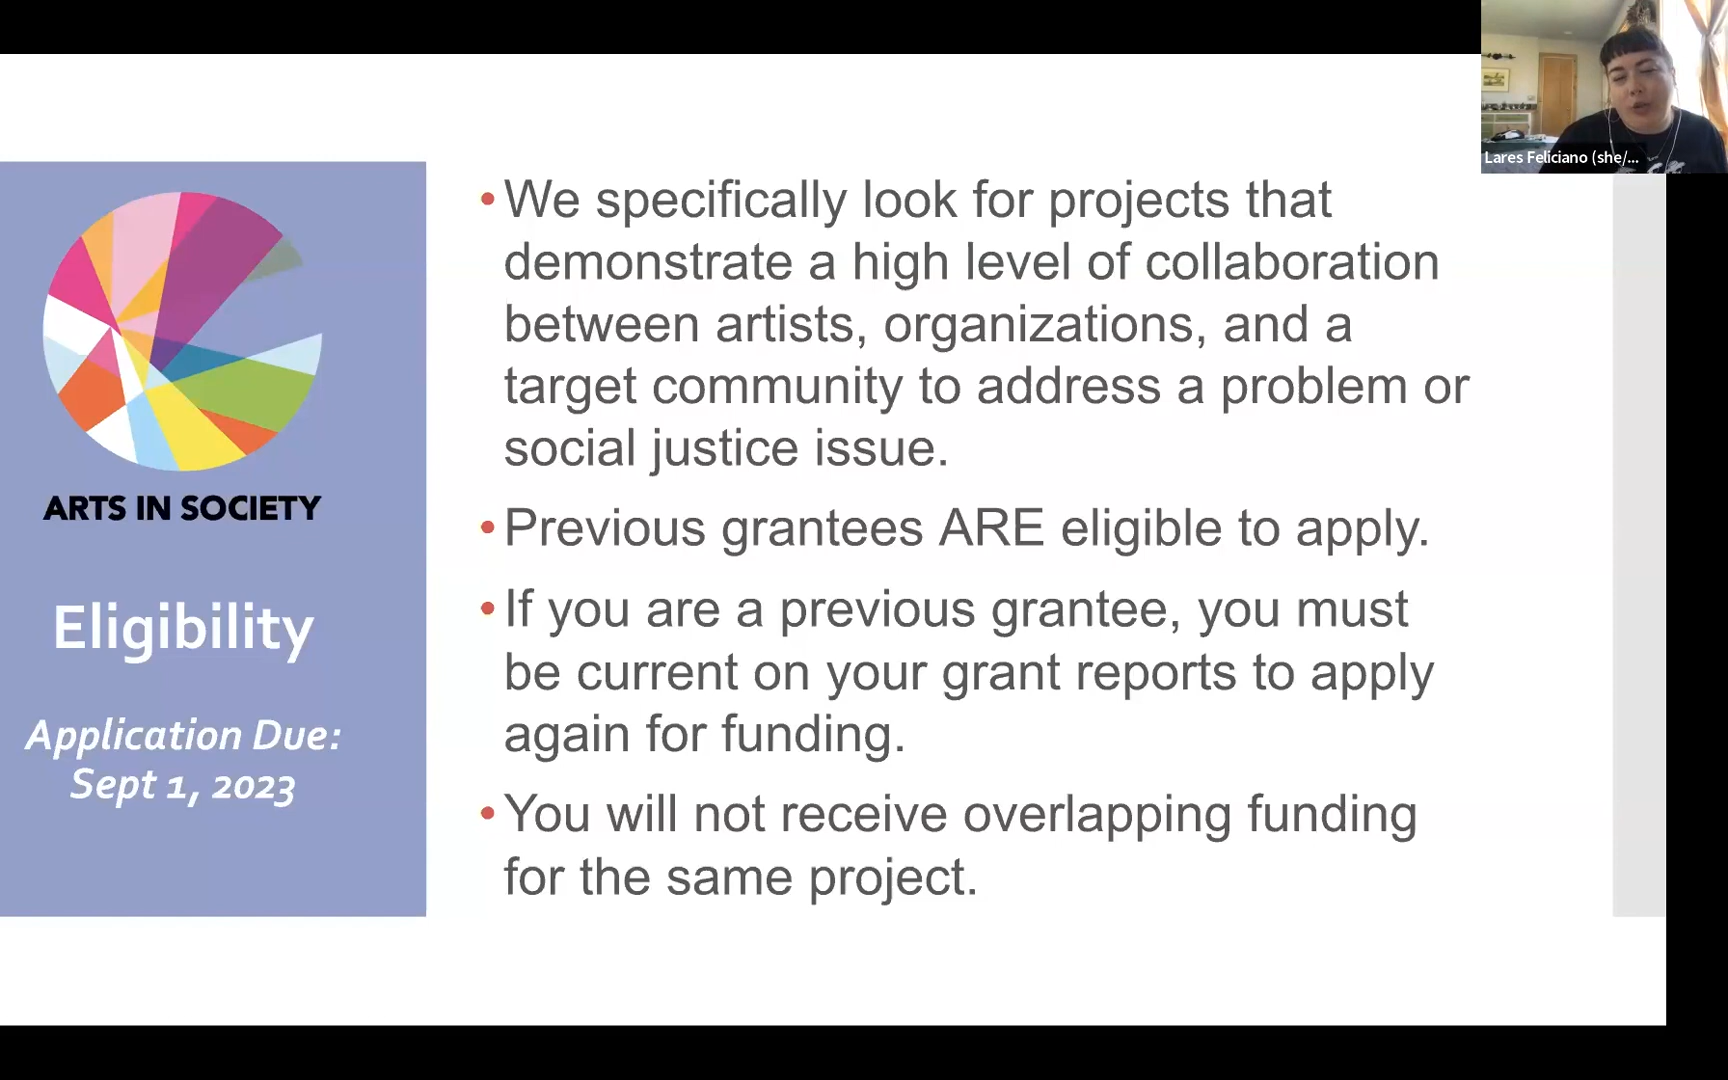 Lares Feliciano (she/...
• We specifically look for projects that
demonstrate a high level of collaboration
between artists, organizations, and a
target community to address a problem or
social justice issue.
• Previous grantees ARE eligible to apply.
• If you are a previous grantee, you must
be current on your grant reports to apply
again for funding.
• You will not receive overlapping funding
for the same project.
ARTS IN SOCIETY
Eligibility
Application Due:
Sept 1, 2023